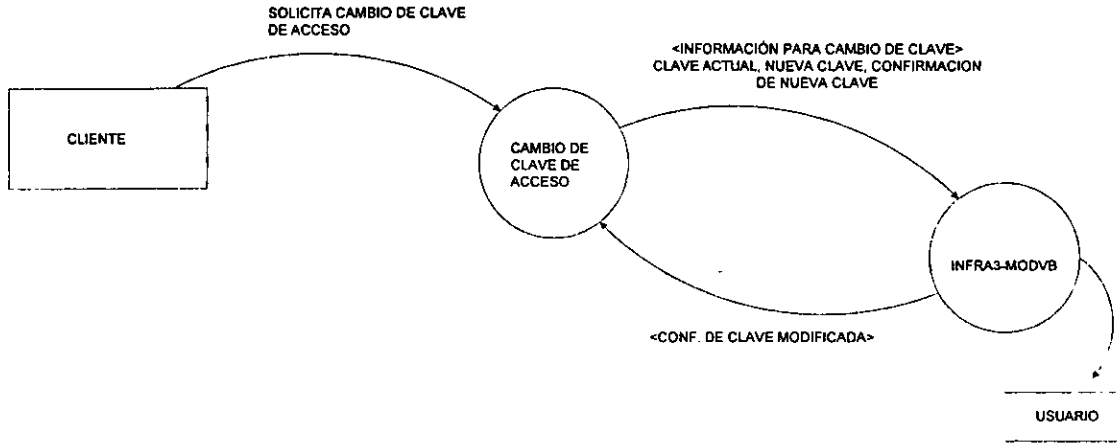 SOLICITA CAMBIO DE CLAVE
DE ACCESO
<INFORMACIÓN PARA CAMBIO DE CLAVE>
CLAVE ACTUAL, NUEVA CLAVE, CONFIRMACION
DE NUEVA CLAVE
CLIENTE
CAMBIO DE
CLAVE DE
ACCESO
INFRA3-MODVB
<CONF. DE CLAVE MODIFICADA>
USUARIO